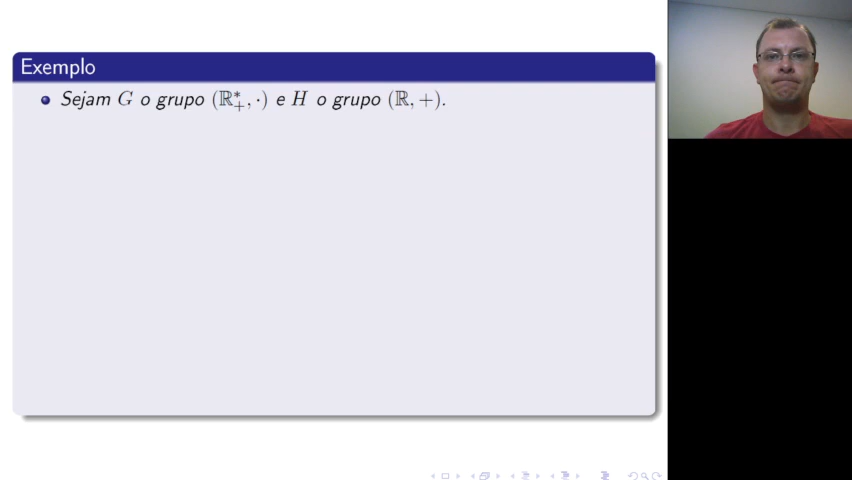 Exemplo
Sejam G o grupo (ℝ₊*, ·) e H o grupo (ℝ, +).